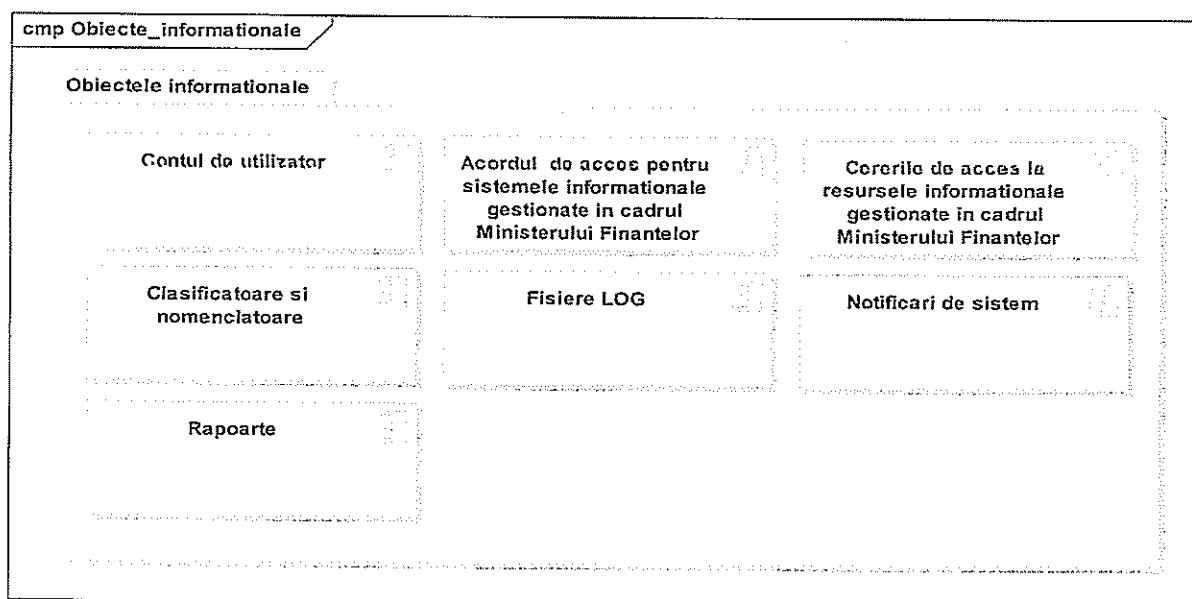 cmp Obiecte_informationale
Obiectele informationale
Contul de utilizator
Acordul de acces pentru
sistemele informationale
gestionate in cadrul
Ministerului Finantelor
Cererile de acces la
resursele informationale
gestionate in cadrul
Ministerului Finantelor
Clasificatoare si
nomenclatoare
Fisiere LOG
Notificari de sistem
Rapoarte